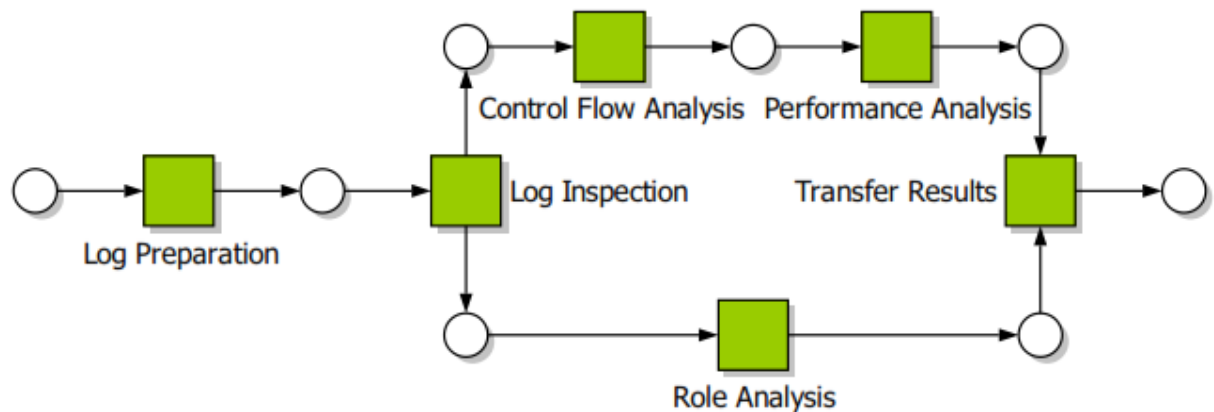 Control Flow Analysis
Performance Analysis
Log Inspection
Transfer Results
Log Preparation
Role Analysis